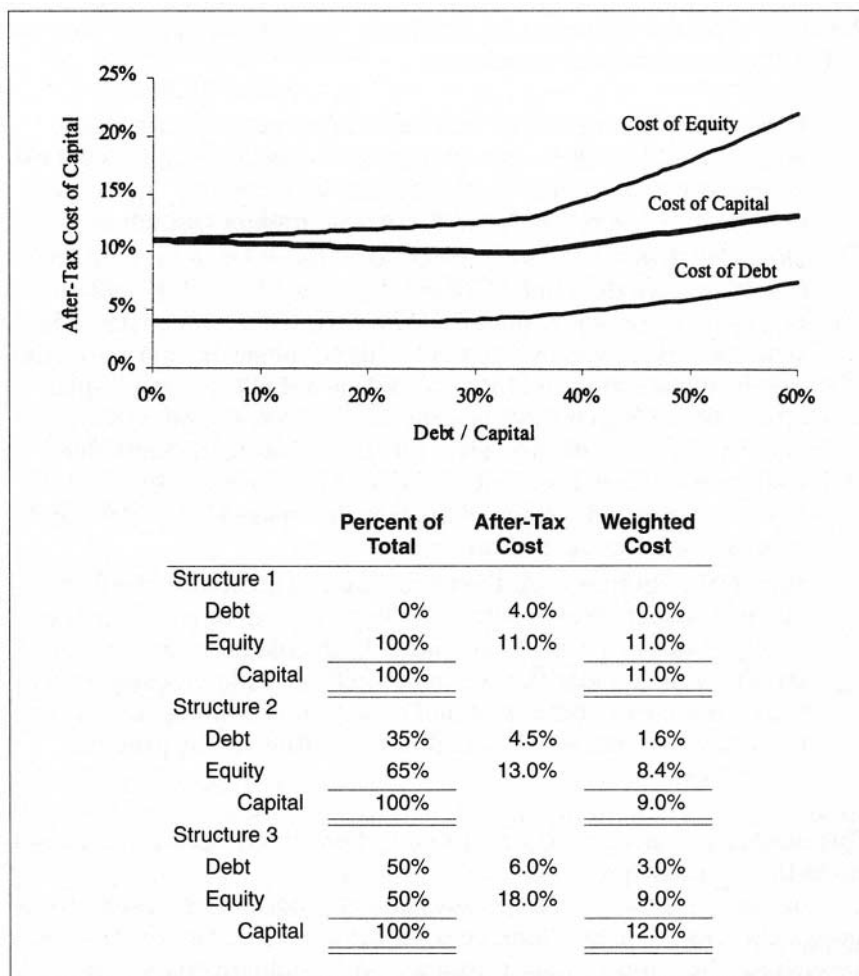 25%
20%
15%
10%
5%
0%
After-Tax Cost of Capital
Cost of Equity
Cost of Capital
Cost of Debt
0% 10% 20% 30% 40% 50% 60%
Debt / Capital
Percent of Total After-Tax Cost Weighted Cost
Structure 1
Debt 0% 4.0% 0.0%
Equity 100% 11.0% 11.0%
Capital 100% 11.0%
Structure 2
Debt 35% 4.5% 1.6%
Equity 65% 13.0% 8.4%
Capital 100% 9.0%
Structure 3
Debt 50% 6.0% 3.0%
Equity 50% 18.0% 9.0%
Capital 100% 12.0%